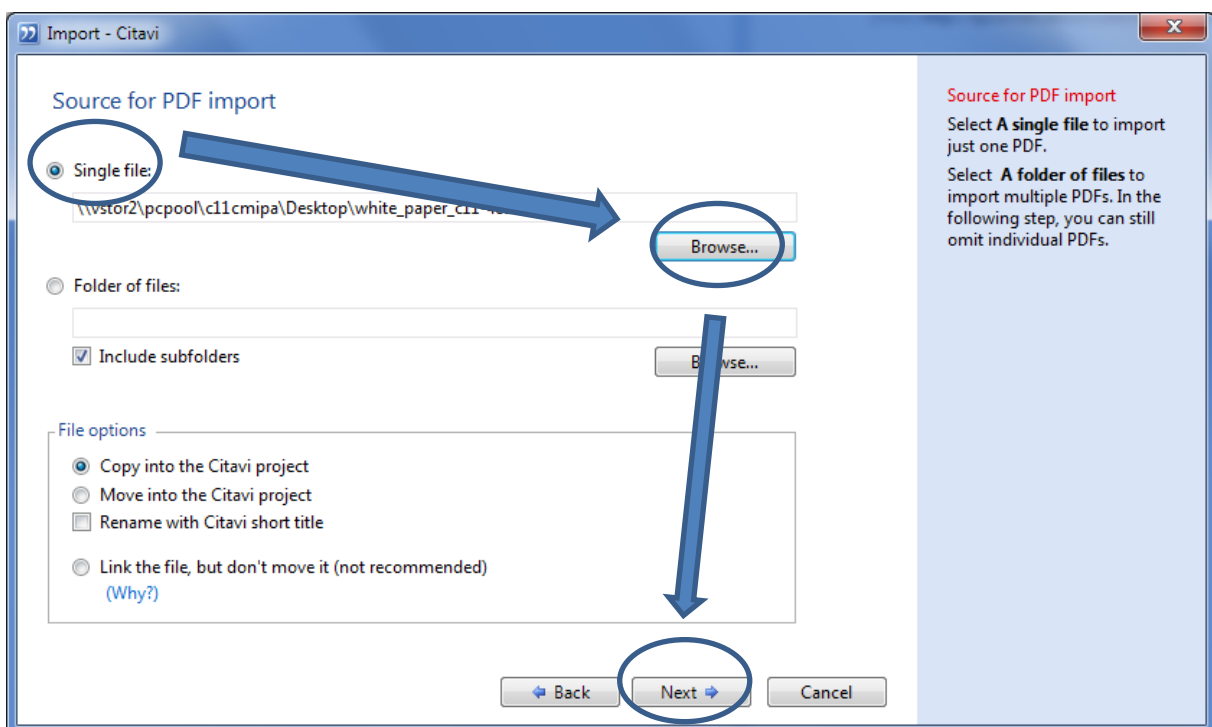 Import - Citavi
Source for PDF import
Single file:
\\vstor2\pcpool\c11cmipa\Desktop\white_paper_c11-
Browse...
Folder of files:
Include subfolders
Browse...
File options
Copy into the Citavi project
Move into the Citavi project
Rename with Citavi short title
Link the file, but don't move it (not recommended)
(Why?)
Back
Next
Cancel
Source for PDF import
Select A single file to import
just one PDF.
Select A folder of files to
import multiple PDFs. In the
following step, you can still
omit individual PDFs.